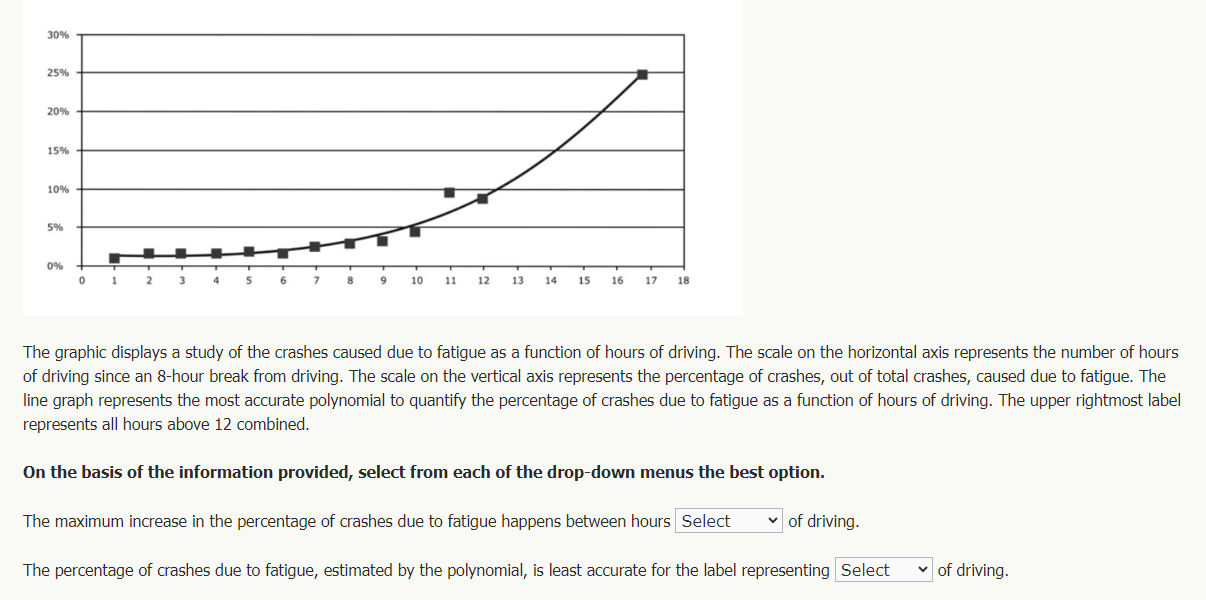 30%
25%
20%
15%
10%
5%
0%
0 1 2 3 4 5 6 7 8 9 10 11 12 13 14 15 16 17 18
The graphic displays a study of the crashes caused due to fatigue as a function of hours of driving. The scale on the horizontal axis represents the number of hours
of driving since an 8-hour break from driving. The scale on the vertical axis represents the percentage of crashes, out of total crashes, caused due to fatigue. The
line graph represents the most accurate polynomial to quantify the percentage of crashes due to fatigue as a function of hours of driving. The upper rightmost label
represents all hours above 12 combined.
On the basis of the information provided, select from each of the drop-down menus the best option.
The maximum increase in the percentage of crashes due to fatigue happens between hours Select of driving.
The percentage of crashes due to fatigue, estimated by the polynomial, is least accurate for the label representing Select of driving.